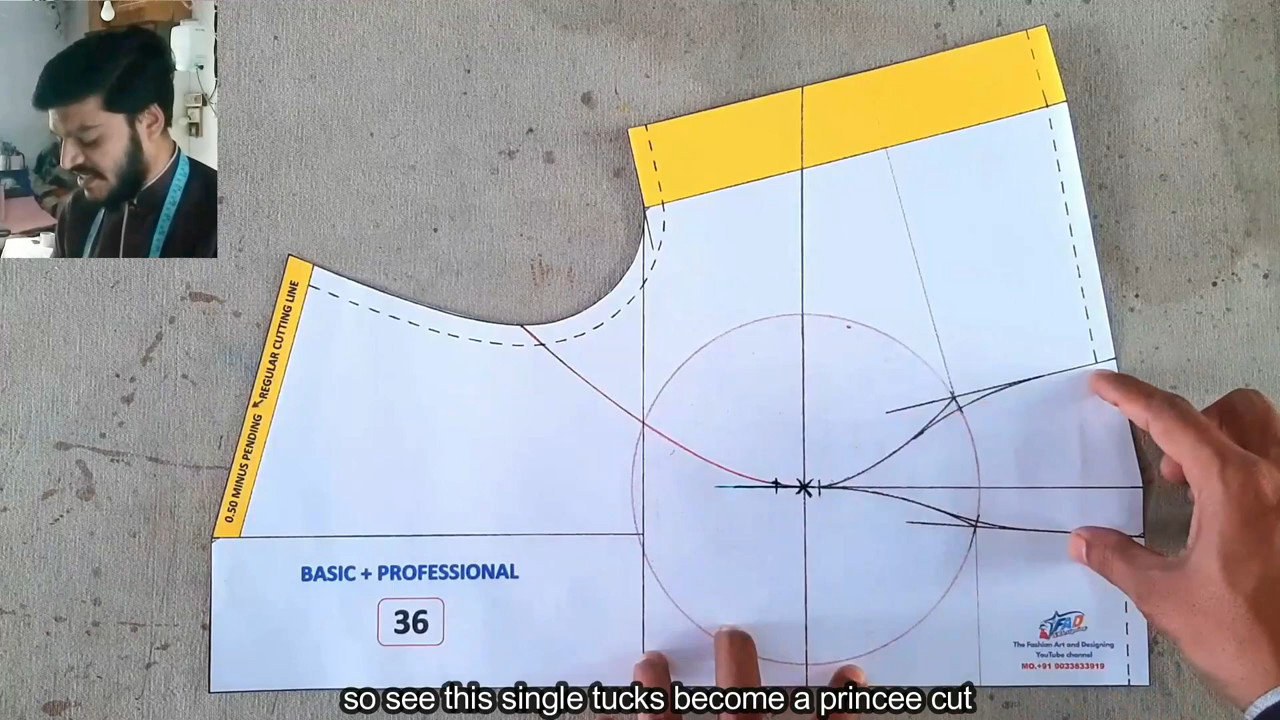 0.50 MINUS PENDING REGULAR CUTTING LINE
BASIC + PROFESSIONAL
36
FAD
The Fashion Art and Designing
YouTube channel
MO.+91 9033833919
so see this single tucks become a princee cut